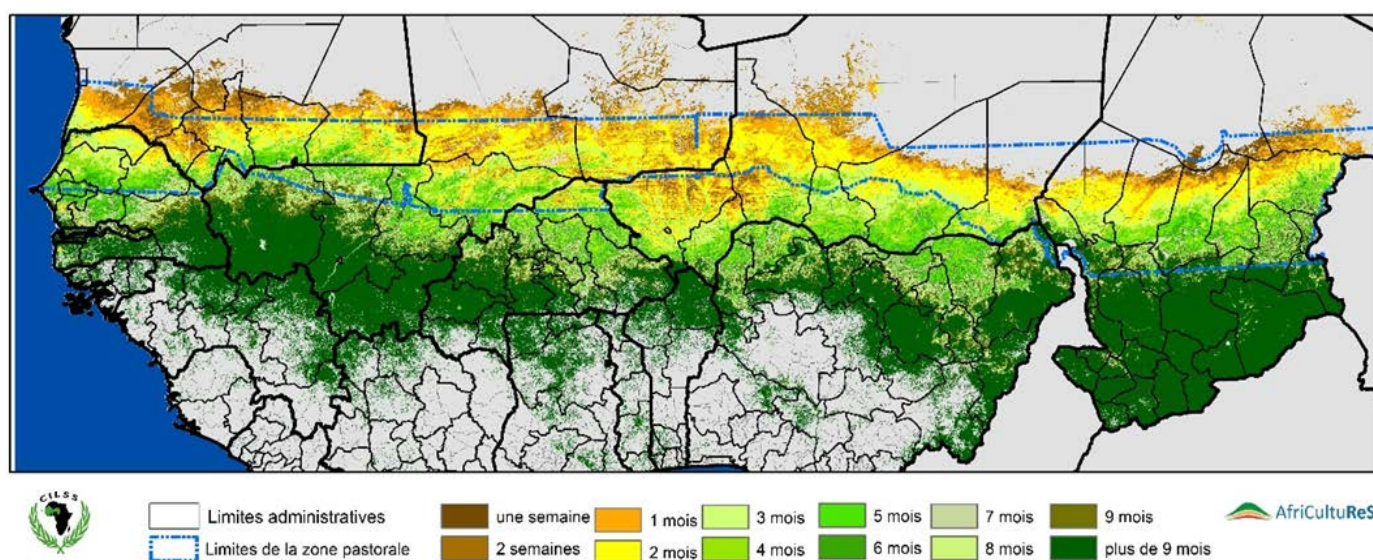 CILSS
Limites administratives
Limites de la zone pastorale
une semaine
2 semaines
1 mois
2 mois
3 mois
4 mois
5 mois
6 mois
7 mois
8 mois
9 mois
plus de 9 mois
AfriCultuReS